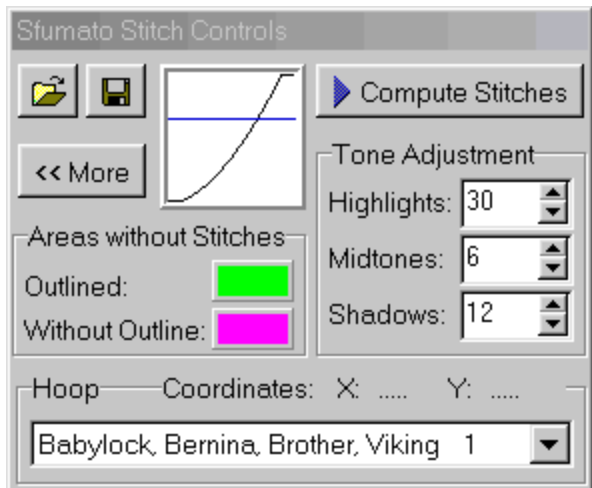 Sfumato Stitch Controls
Compute Stitches
<< More
Tone Adjustment
Highlights: 30
Midtones: 6
Shadows: 12
Areas without Stitches
Outlined:
Without Outline:
Hoop Coordinates: X: ..... Y: .....
Babylock, Bernina, Brother, Viking 1